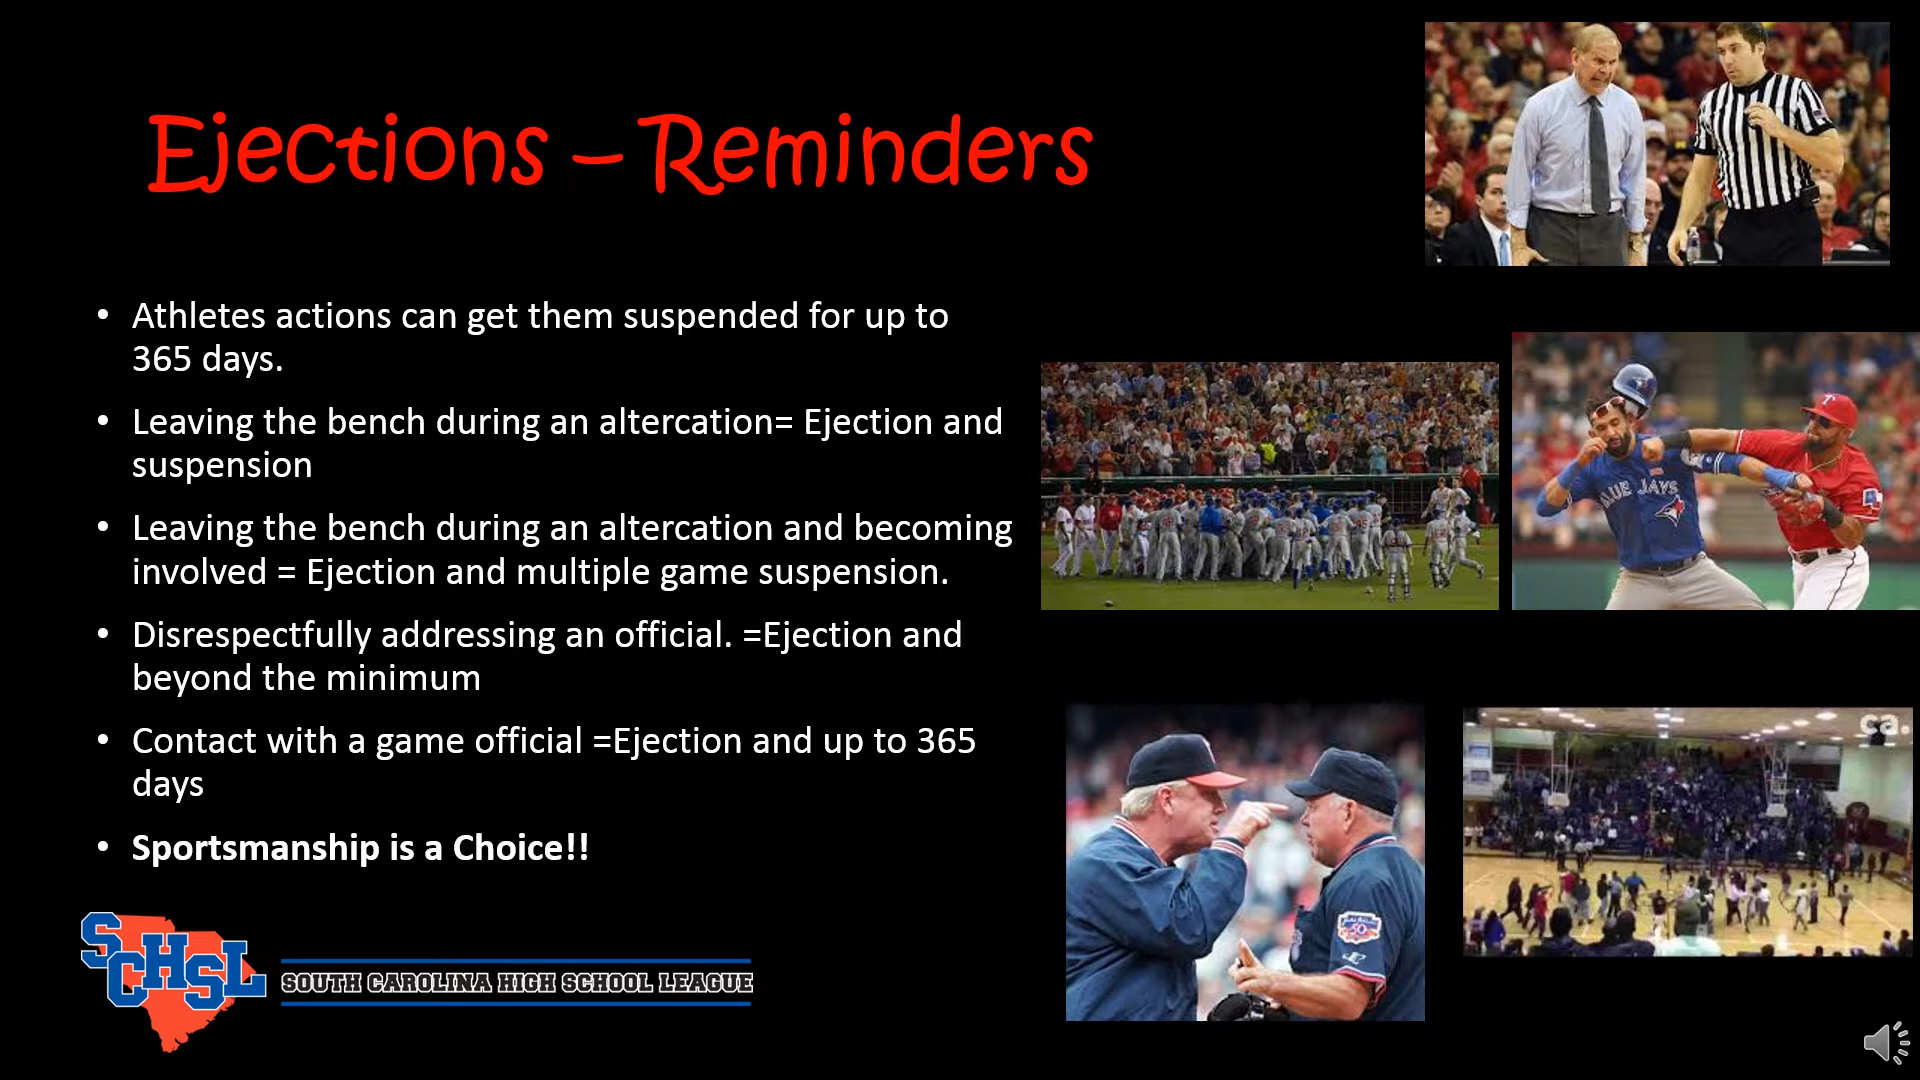 Ejections – Reminders
• Athletes actions can get them suspended for up to
365 days.
• Leaving the bench during an altercation= Ejection and
suspension
• Leaving the bench during an altercation and becoming
involved = Ejection and multiple game suspension.
• Disrespectfully addressing an official. =Ejection and
beyond the minimum
• Contact with a game official =Ejection and up to 365
days
• Sportsmanship is a Choice!!
SCHSL
SOUTH CAROLINA HIGH SCHOOL LEAGUE
BLUE JAYS
T
50
ca.